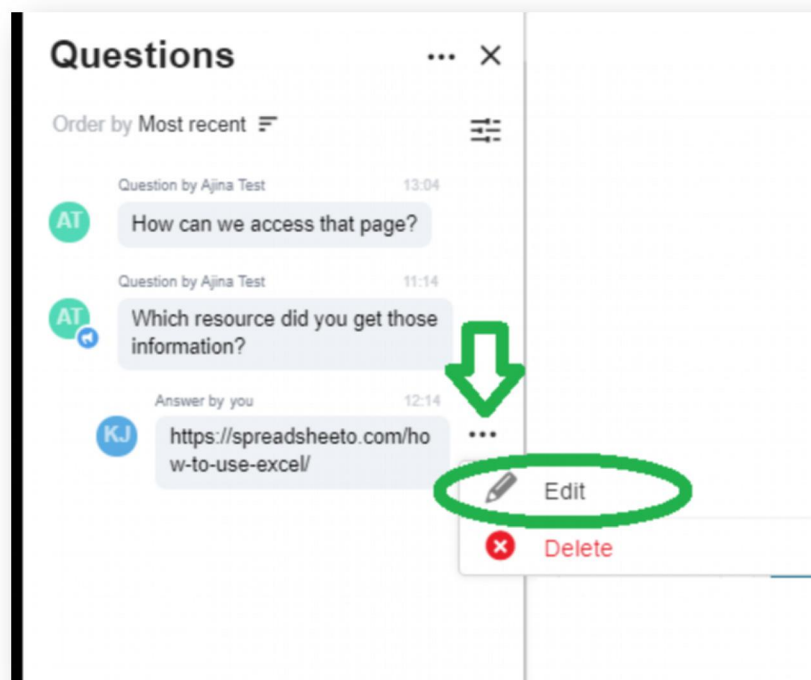 Questions
Order by Most recent
Question by Ajina Test 13:04
AT
How can we access that page?
Question by Ajina Test 11:14
AT
Which resource did you get those
information?
Answer by you 12:14
KJ
https://spreadsheeto.com/ho
w-to-use-excel/
Edit
Delete